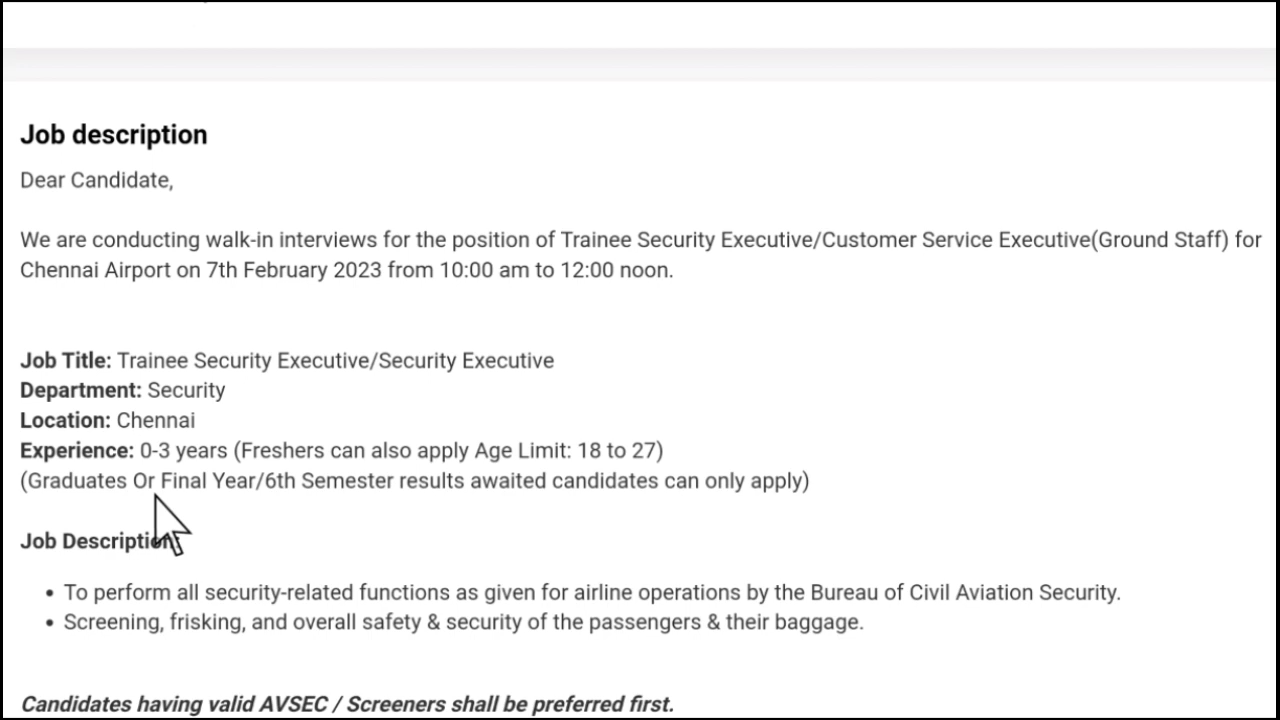 Job description
Dear Candidate,
We are conducting walk-in interviews for the position of Trainee Security Executive/Customer Service Executive(Ground Staff) for
Chennai Airport on 7th February 2023 from 10:00 am to 12:00 noon.
Job Title: Trainee Security Executive/Security Executive
Department: Security
Location: Chennai
Experience: 0-3 years (Freshers can also apply Age Limit: 18 to 27)
(Graduates Or Final Year/6th Semester results awaited candidates can only apply)
Job Description:
• To perform all security-related functions as given for airline operations by the Bureau of Civil Aviation Security.
• Screening, frisking, and overall safety & security of the passengers & their baggage.
Candidates having valid AVSEC / Screeners shall be preferred first.